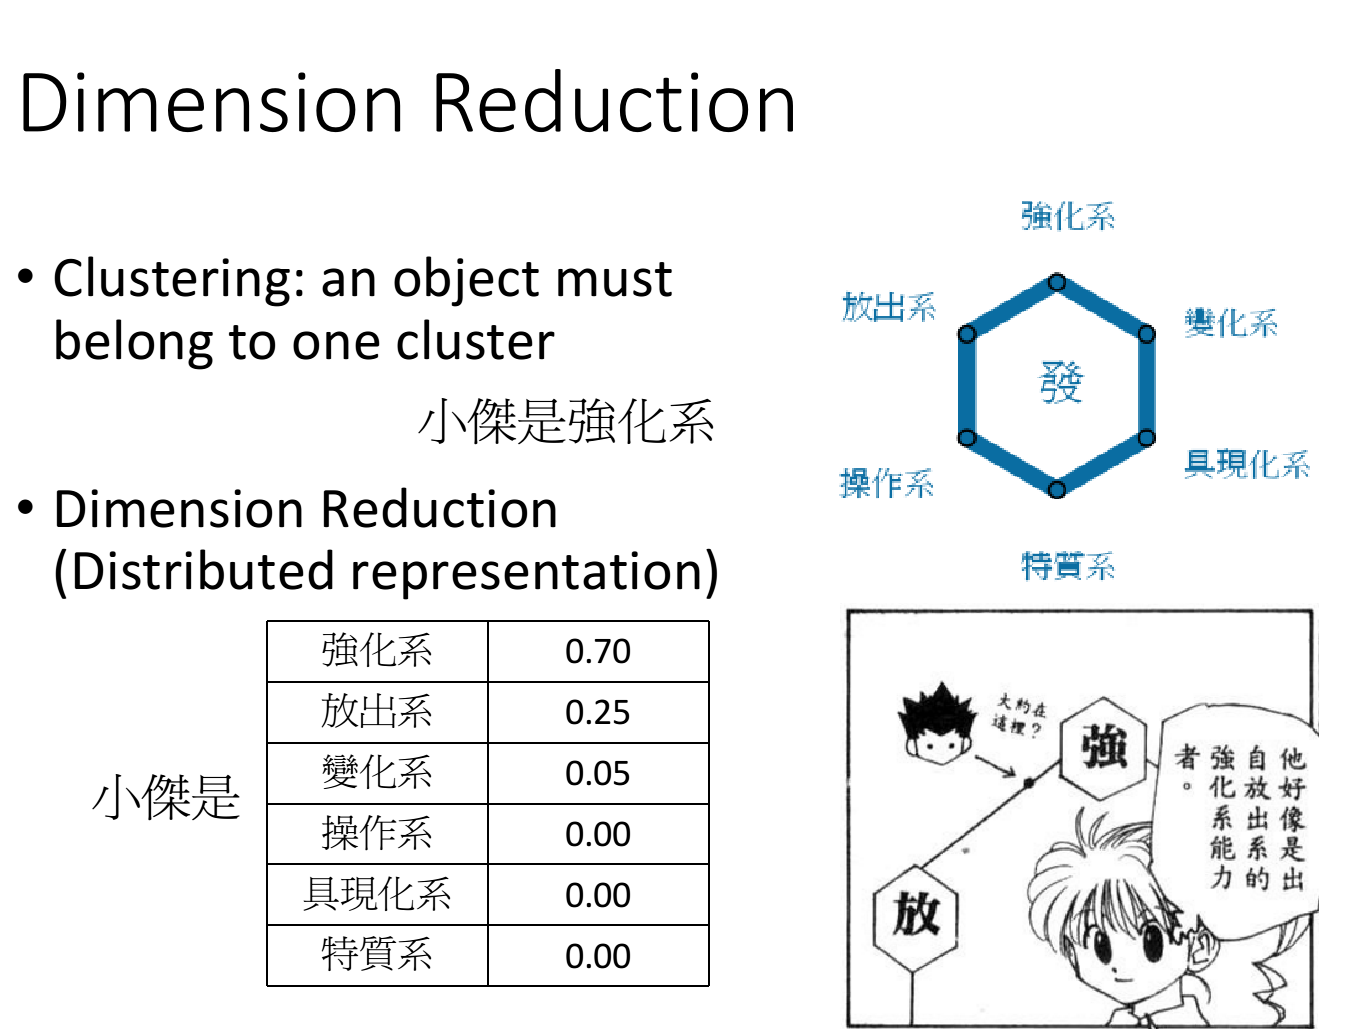 Dimension Reduction
• Clustering: an object must
belong to one cluster
小傑是強化系
• Dimension Reduction
(Distributed representation)
小傑是
強化系 0.70
放出系 0.25
變化系 0.05
操作系 0.00
具現化系 0.00
特質系 0.00
強化系
放出系
變化系
發
操作系
具現化系
特質系
大約在
這裡?
強
放
他好像是出
自放出系的
強化系能力
者。